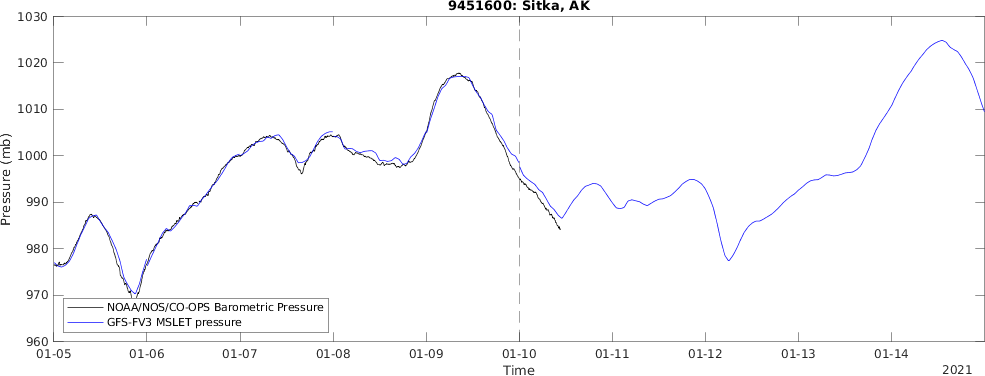 9451600: Sitka, AK
1030
1020
1010
1000
990
980
970
960
Pressure (mb)
NOAA/NOS/CO-OPS Barometric Pressure
GFS-FV3 MSLET pressure
01-05 01-06 01-07 01-08 01-09 01-10 01-11 01-12 01-13 01-14
Time
2021